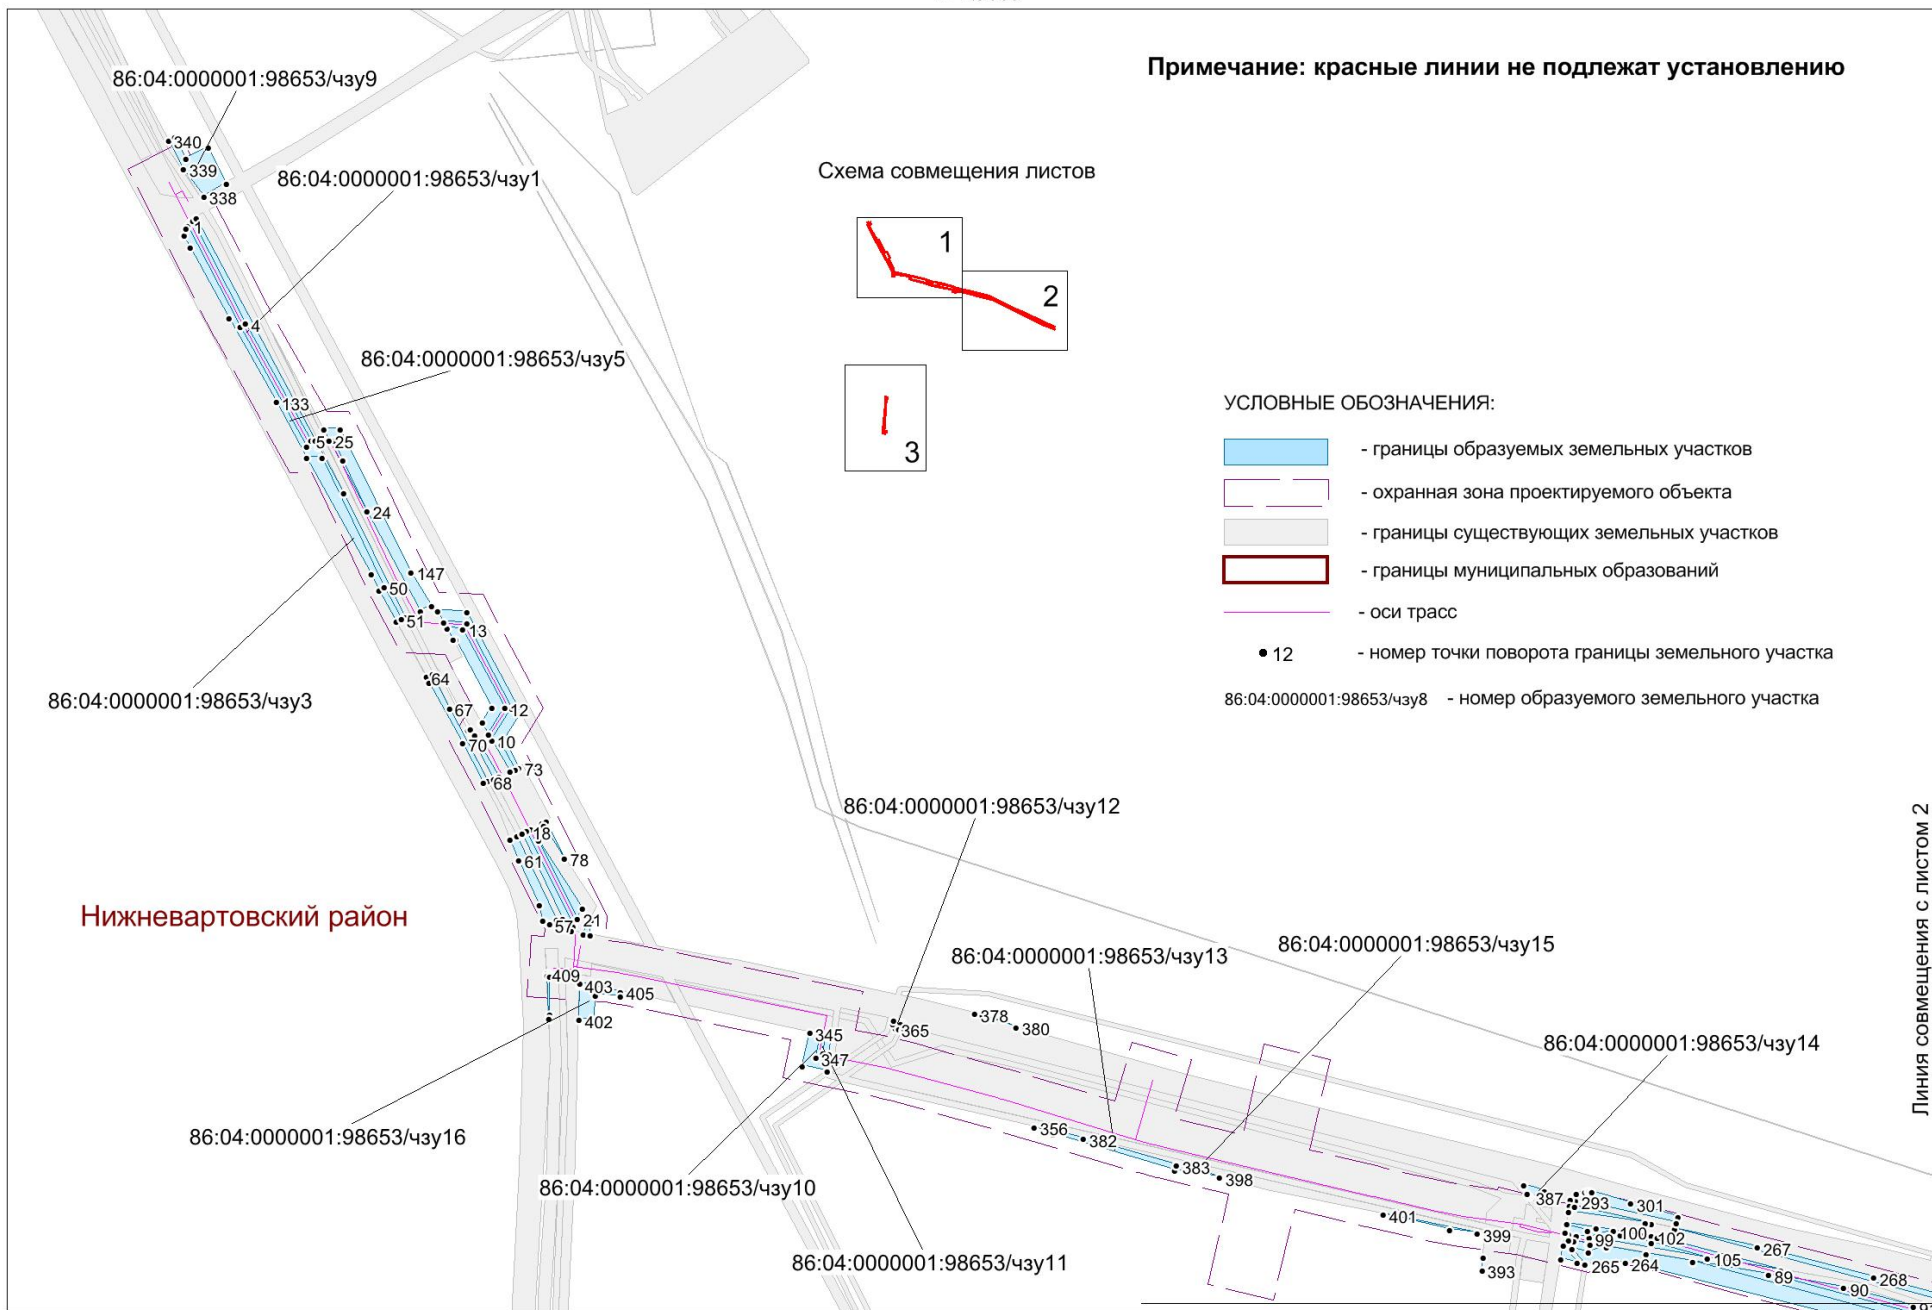 Примечание: красные линии не подлежат установлению
86:04:0000001:98653/чзу9
340
339
338
86:04:0000001:98653/чзу1
1
4
Схема совмещения листов
1
2
3
86:04:0000001:98653/чзу5
133
5
25
24
147
50
51
13
86:04:0000001:98653/чзу3
64
67
12
70
10
73
68
18
61
78
УСЛОВНЫЕ ОБОЗНАЧЕНИЯ:
- границы образуемых земельных участков
- охранная зона проектируемого объекта
- границы существующих земельных участков
- границы муниципальных образований
- оси трасс
12 - номер точки поворота границы земельного участка
86:04:0000001:98653/чзу8 - номер образуемого земельного участка
Нижневартовский район
57
21
409
403
405
402
86:04:0000001:98653/чзу12
86:04:0000001:98653/чзу13
86:04:0000001:98653/чзу15
86:04:0000001:98653/чзу14
Линия совмещения с листом 2
365
378
380
345
347
86:04:0000001:98653/чзу16
86:04:0000001:98653/чзу10
86:04:0000001:98653/чзу11
356
382
383
398
401
399
393
387
293
301
100
99
102
265
264
105
267
89
268
90